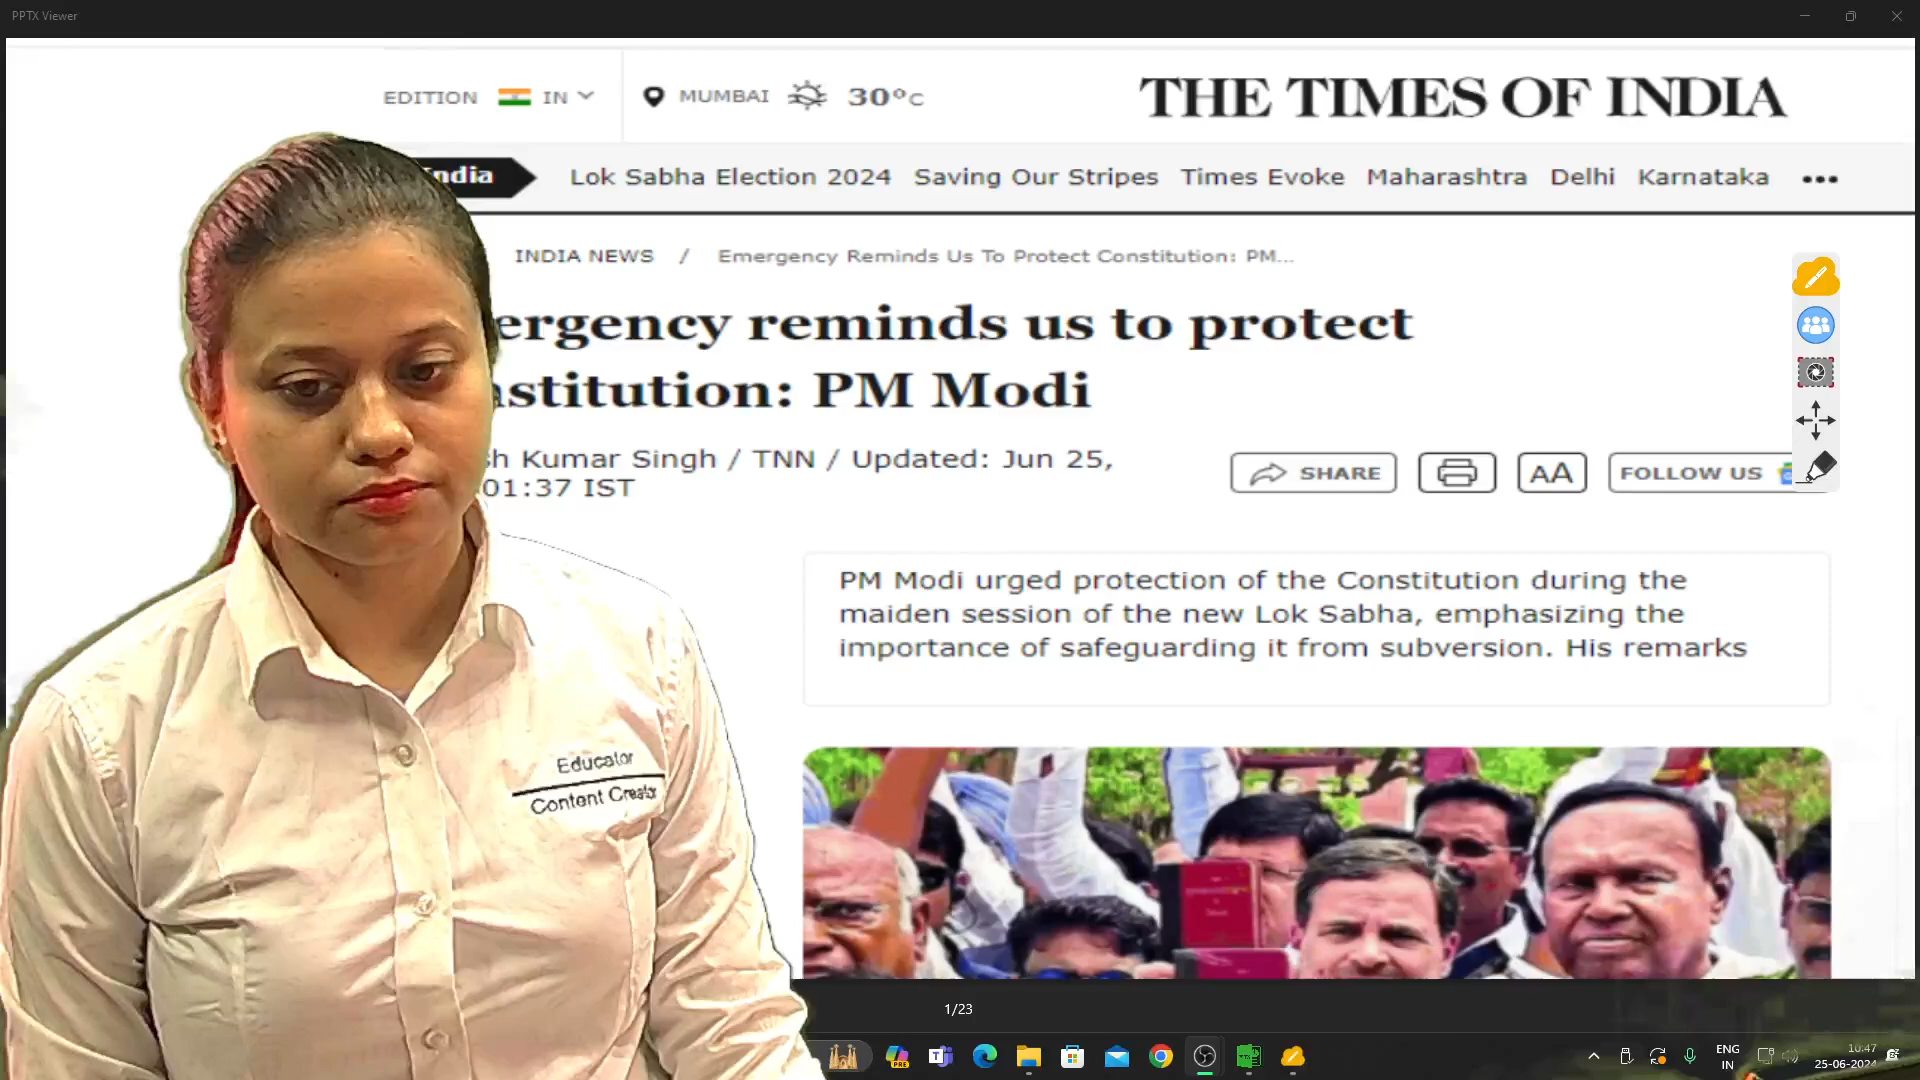 PPTX Viewer
EDITION IN MUMBAI 30°C THE TIMES OF INDIA
India Lok Sabha Election 2024 Saving Our Stripes Times Evoke Maharashtra Delhi Karnataka
INDIA NEWS / Emergency Reminds Us To Protect Constitution: PM...
ergency reminds us to protect
stitution: PM Modi
sh Kumar Singh / TNN / Updated: Jun 25,
01:37 IST
SHARE AA FOLLOW US
PM Modi urged protection of the Constitution during the
maiden session of the new Lok Sabha, emphasizing the
importance of safeguarding it from subversion. His remarks
Educator
Content Creator
1/23
PRE
ENG
IN
10:47
25-06-2024